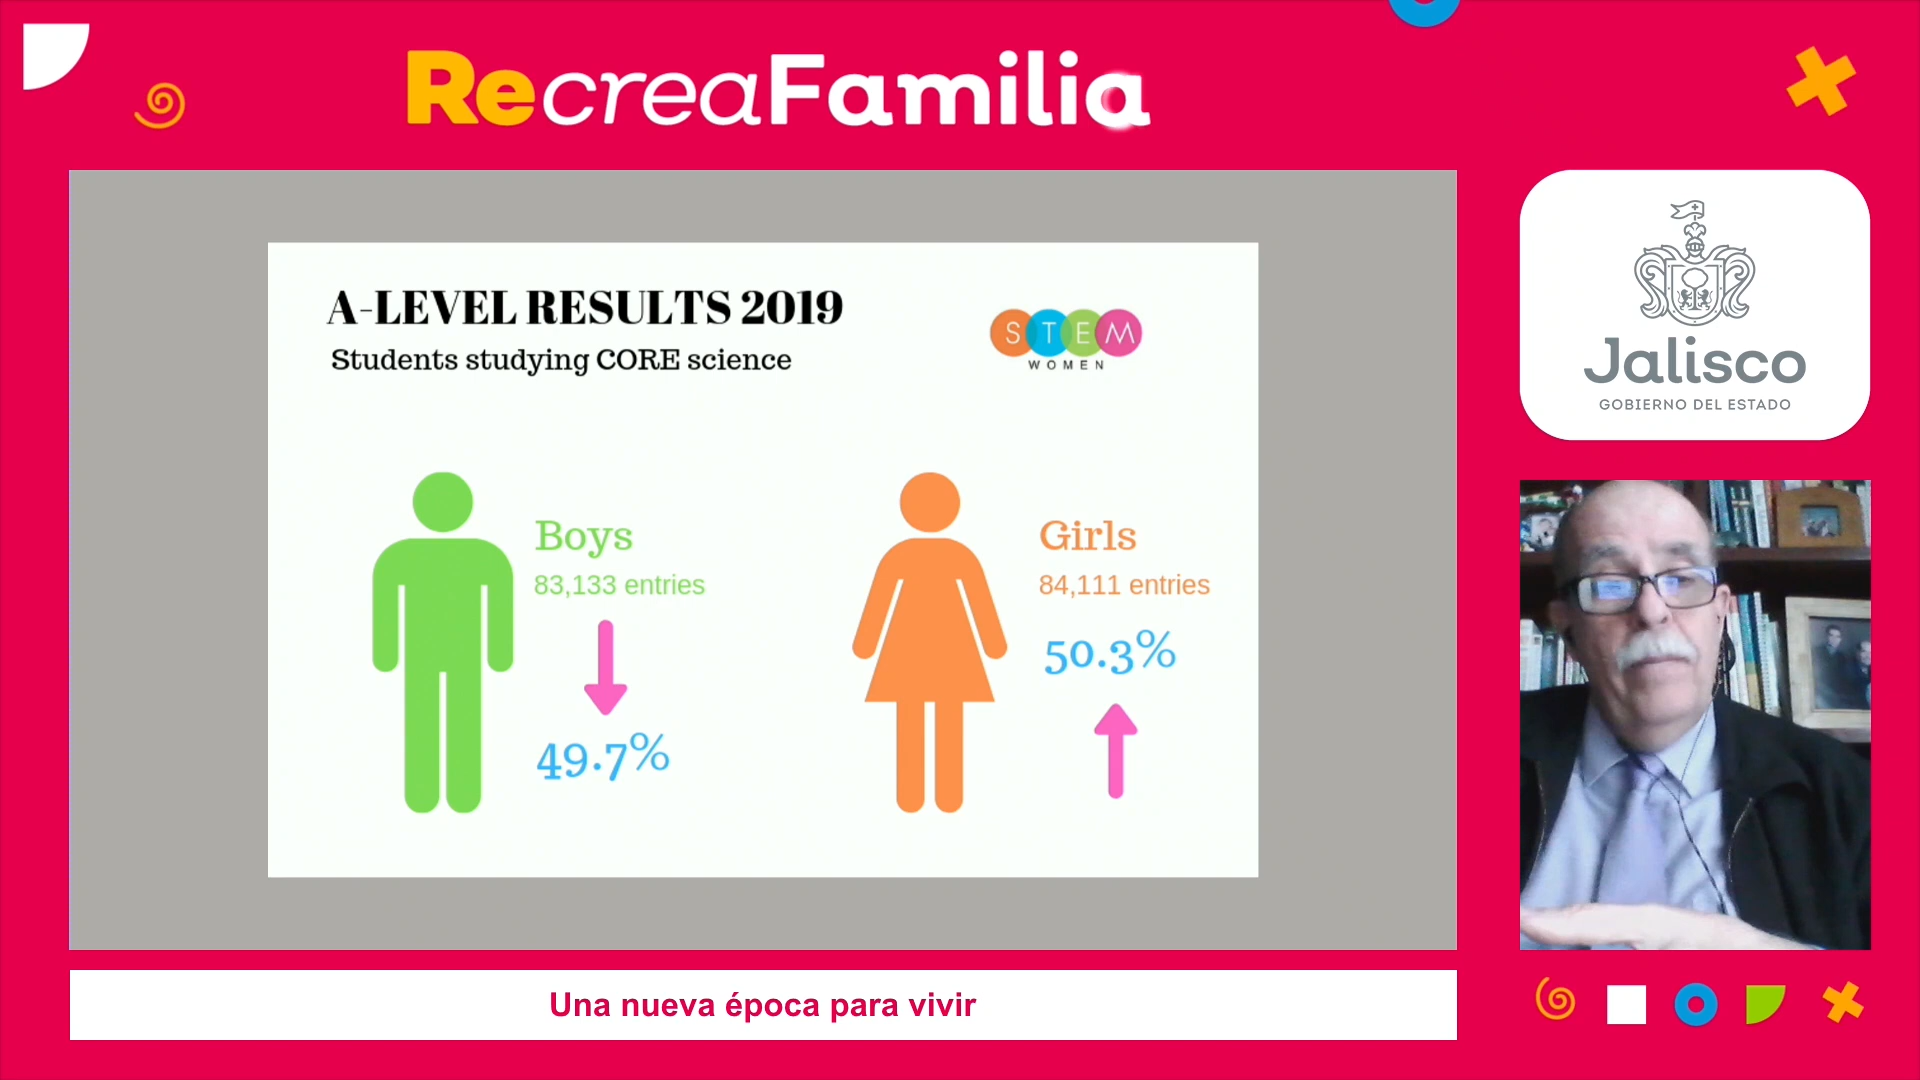 RecreaFamilia
A-LEVEL RESULTS 2019
Students studying CORE science
STEM
WOMEN
Boys
83,133 entries
49.7%
Girls
84,111 entries
50.3%
Jalisco
GOBIERNO DEL ESTADO
Una nueva época para vivir